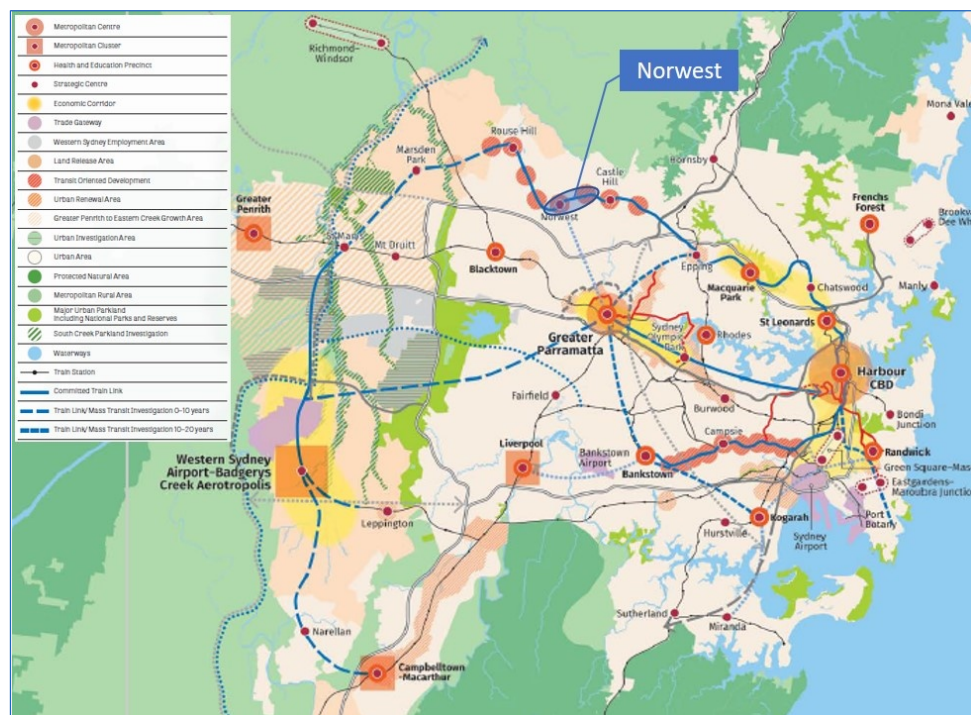 Metropolitan Centre
Metropolitan Cluster
Health and Education Precinct
Strategic Centre
Economic Corridor
Trade Gateway
Western Sydney Employment Area
Land Release Area
Transit Oriented Development
Urban Renewal Area
Greater Penrith to Eastern Creek Growth Area
Urban Investigation Area
Urban Area
Protected Natural Area
Metropolitan Rural Area
Major Urban Parkland
Including National Parks and Reserves
South Creek Parkland Investigation
Waterways
Train Station
Committed Train Link
Train Link/Mass Transit Investigation 0–10 years
Train Link/Mass Transit Investigation 10–20 years
Richmond–
Windsor
Norwest
Mona Vale
Rouse Hill
Marsden
Park
Hornsby
Castle
Hill
Norwest
Greater
Penrith
Frenchs
Forest
Brookvale
Dee Why
St Marys
Mt Druitt
Blacktown
Epping
Macquarie
Park
Chatswood
Manly
Greater
Parramatta
Sydney
Olympic
Park
Rhodes
St Leonards
Harbour
CBD
Fairfield
Burwood
Bondi
Junction
Liverpool
Bankstown
Airport
Bankstown
Campsie
Randwick
Green Square–Mas
Eastgardens–
Maroubra Junction
Western Sydney
Airport–Badgerys
Creek Aerotropolis
Leppington
Kogarah
Hurstville
Sydney
Airport
Port
Botany
Sutherland
Miranda
Narellan
Campbelltown
–Macarthur